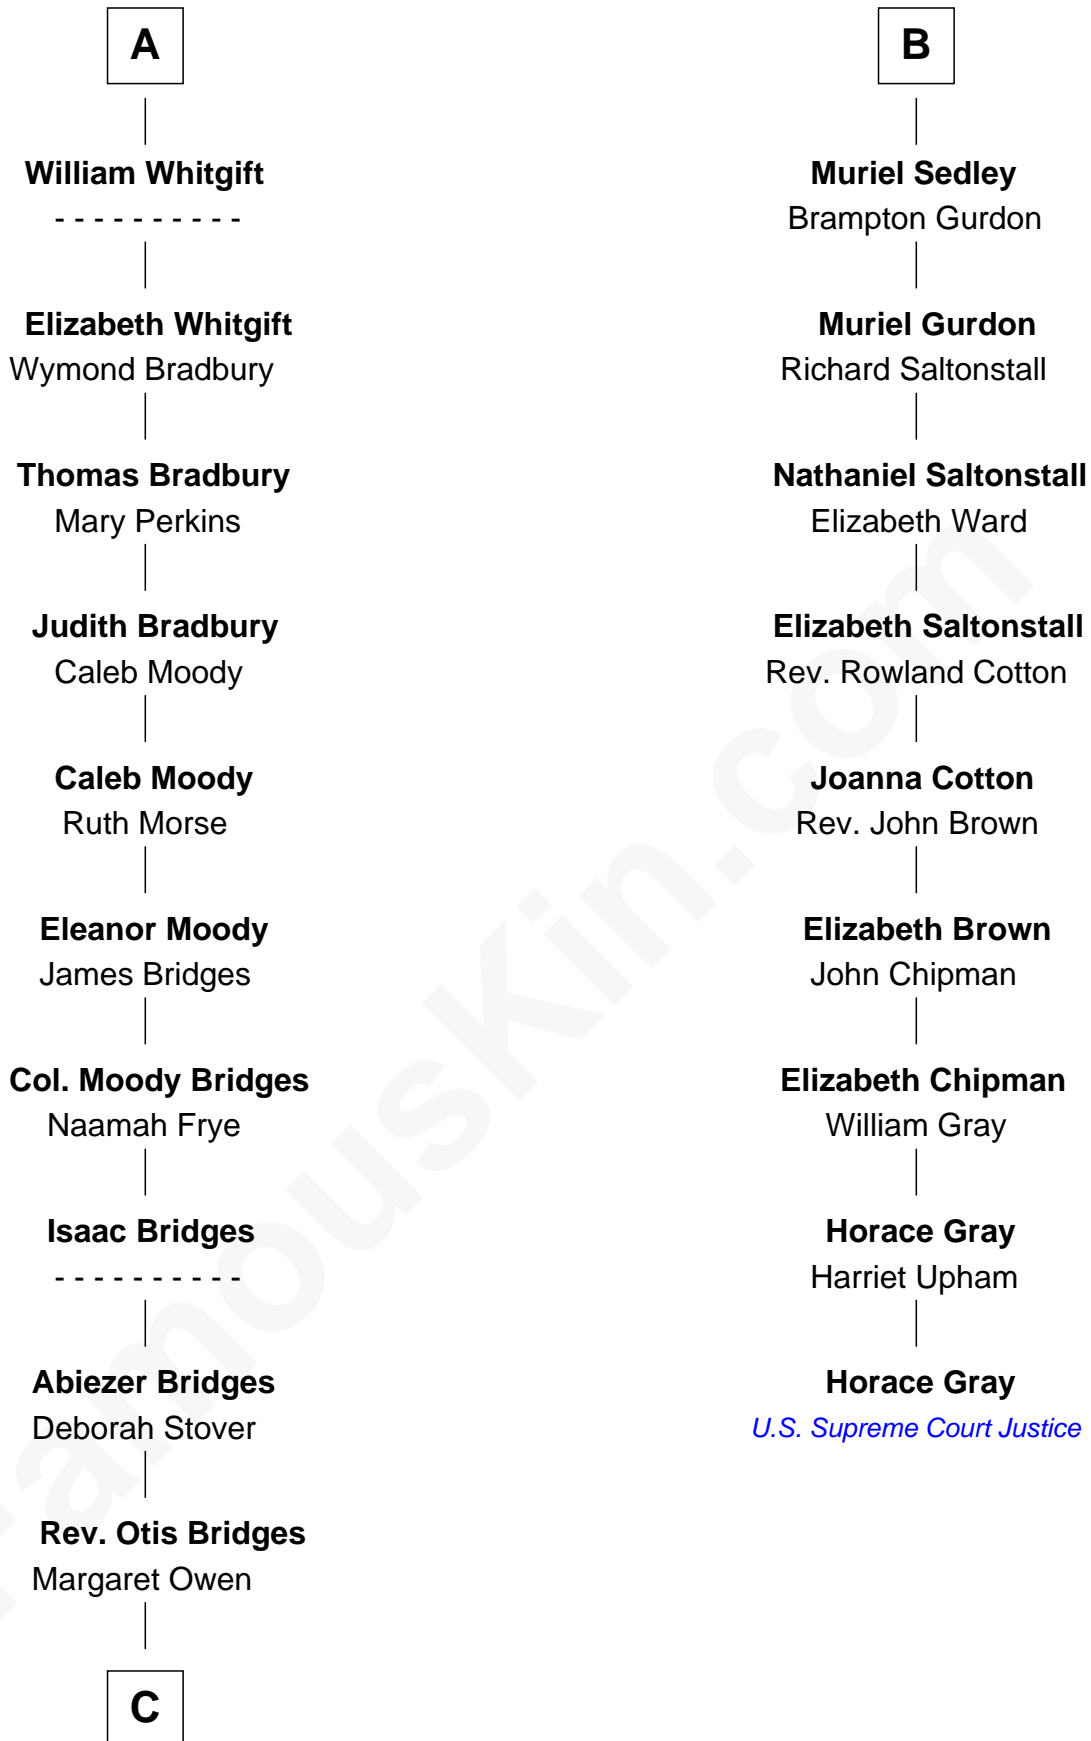 A
William Whitgift
- - - - - - - - - -
Elizabeth Whitgift
Wymond Bradbury
Thomas Bradbury
Mary Perkins
Judith Bradbury
Caleb Moody
Caleb Moody
Ruth Morse
Eleanor Moody
James Bridges
Col. Moody Bridges
Naamah Frye
Isaac Bridges
- - - - - - - - - -
Abiezer Bridges
Deborah Stover
Rev. Otis Bridges
Margaret Owen
C
B
Muriel Sedley
Brampton Gurdon
Muriel Gurdon
Richard Saltonstall
Nathaniel Saltonstall
Elizabeth Ward
Elizabeth Saltonstall
Rev. Rowland Cotton
Joanna Cotton
Rev. John Brown
Elizabeth Brown
John Chipman
Elizabeth Chipman
William Gray
Horace Gray
Harriet Upham
Horace Gray
U.S. Supreme Court Justice
FamousKin.com